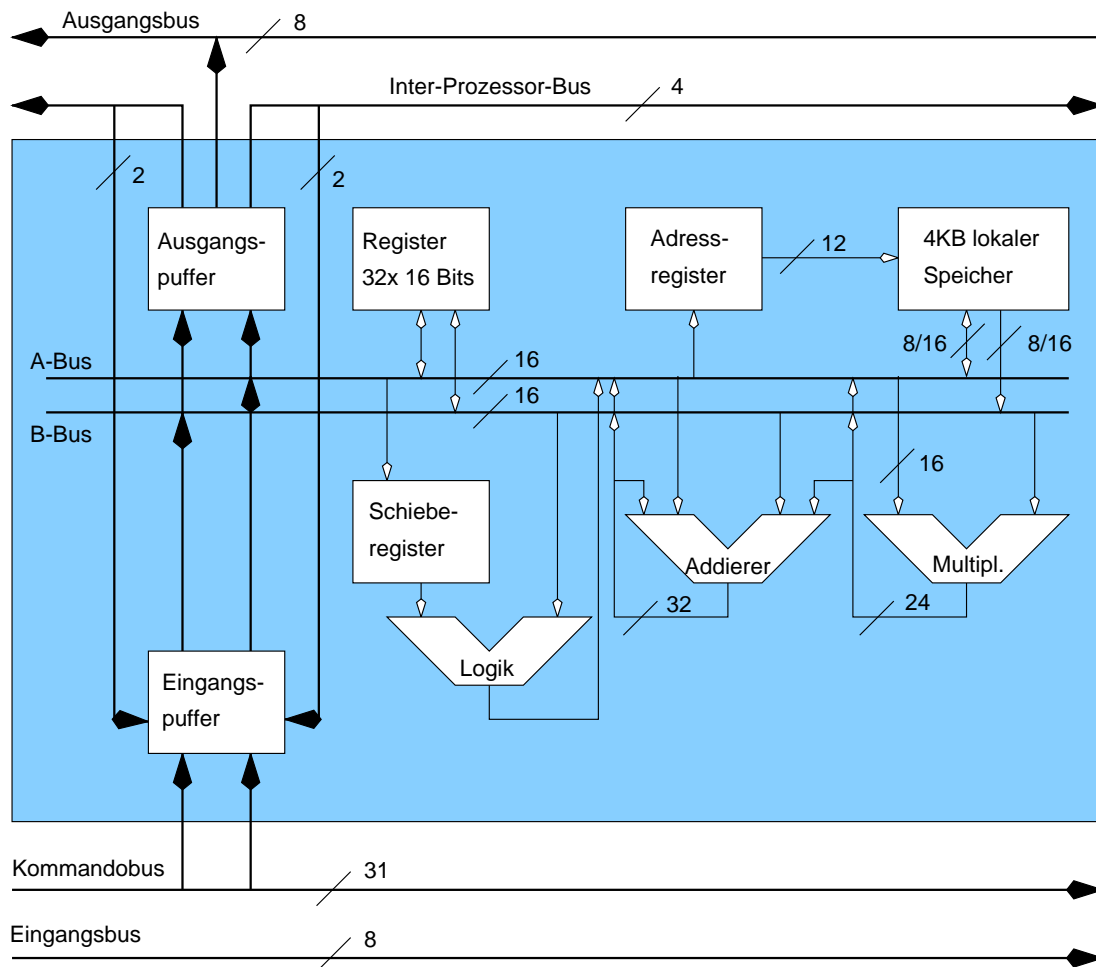 Ausgangsbus
8
Inter-Prozessor-Bus
4
2
2
Ausgangs-
puffer
Register
32x 16 Bits
Adress-
register
12
4KB lokaler
Speicher
8/16
8/16
A-Bus
16
16
B-Bus
16
Schiebe-
register
Addierer
Multipl.
32
24
Logik
Eingangs-
puffer
Kommandobus
31
Eingangsbus
8